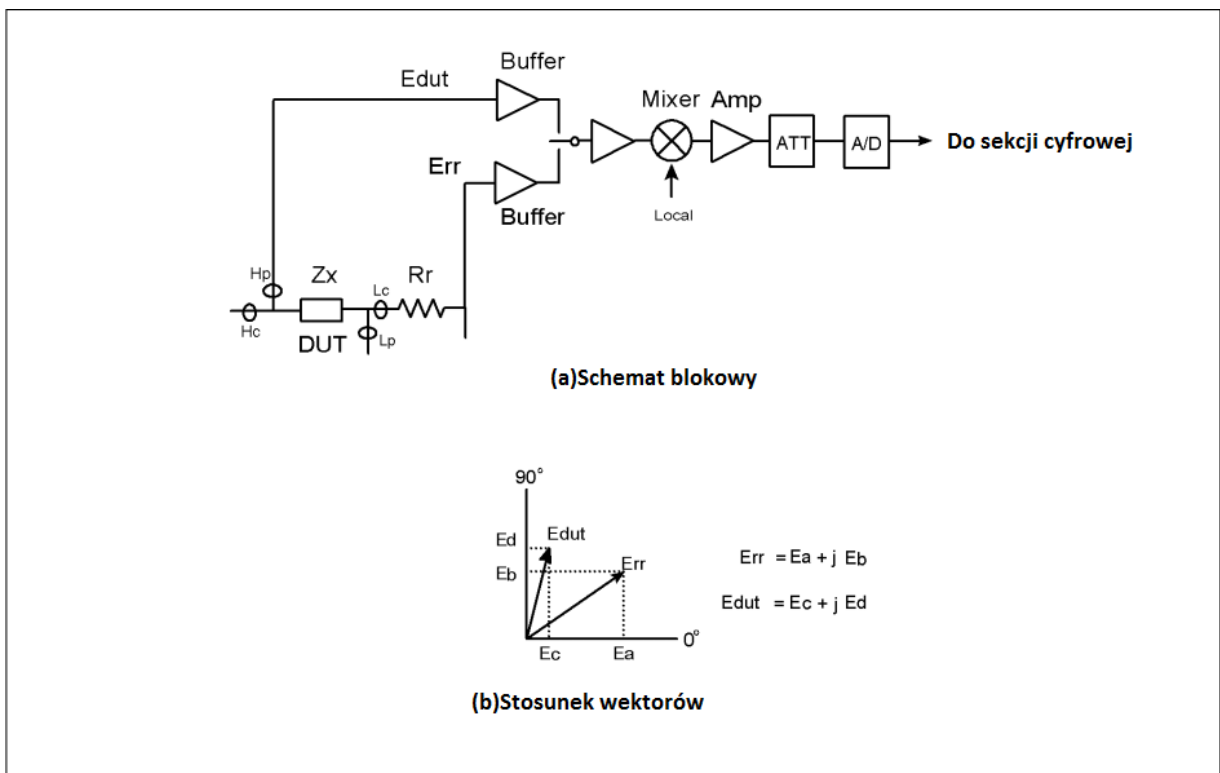 Edut
Buffer
Mixer
Amp
ATT
A/D
Do sekcji cyfrowej
Err
Buffer
Local
Hp
Zx
Lc
Rr
Hc
DUT
Lp
(a)Schemat blokowy
90°
Ed
Edut
Eb
Err
Err = Ea + j Eb
Edut = Ec + j Ed
0°
Ec
Ea
(b)Stosunek wektorów